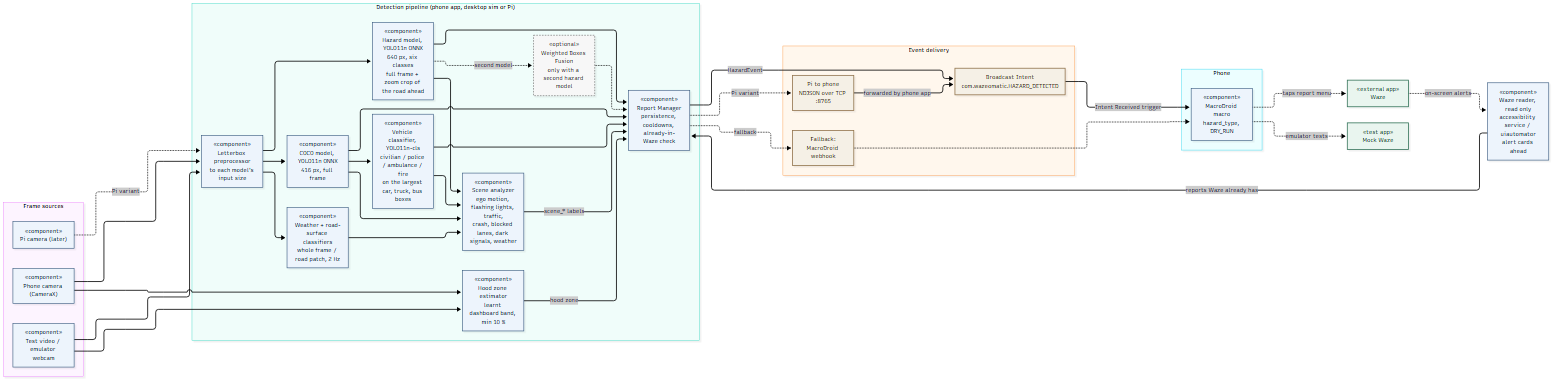 Detection pipeline (phone app, desktop sim or Pi)
«component»
Hazard model,
YOLO11n ONNX
640 px, six
classes
full frame +
zoom crop of
the road ahead
second model
«optional»
Weighted Boxes
Fusion
only with a
second hazard
model
«component»
Letterbox
preprocessor
to each model's
input size
«component»
COCO model,
YOLO11n ONNX
416 px, full
frame
«component»
Vehicle
classifier,
YOLO11n-cls
civilian / police
/ ambulance /
fire
on the largest
car, truck, bus
boxes
«component»
Weather + road-
surface
classifiers
whole frame /
road patch, 2 Hz
«component»
Scene analyzer
ego motion,
flashing lights,
traffic,
crash, blocked
lanes, dark
signals, weather
scene_* labels
«component»
Hood zone
estimator
learnt
dashboard band,
min 10 %
hood zone
«component»
Report Manager
persistence,
cooldowns,
already-in-
Waze check
Frame sources
«component»
Pi camera (later)
«component»
Phone camera
(CameraX)
«component»
Test video /
emulator
webcam
Pi variant
Event delivery
HazardEvent
Pi variant
fallback
Pi to phone
NDJSON over TCP
:8765
forwarded by phone app
Broadcast Intent
com.wazeomatic.HAZARD_DETECTED
Fallback:
MacroDroid
webhook
Intent Received trigger
Phone
«component»
MacroDroid
macro
hazard_type,
DRY_RUN
taps report menu
emulator tests
«external app»
Waze
«test app»
Mock Waze
on-screen alerts
«component»
Waze reader,
read only
accessibility
service /
uiautomator
alert cards
ahead
reports Waze already has